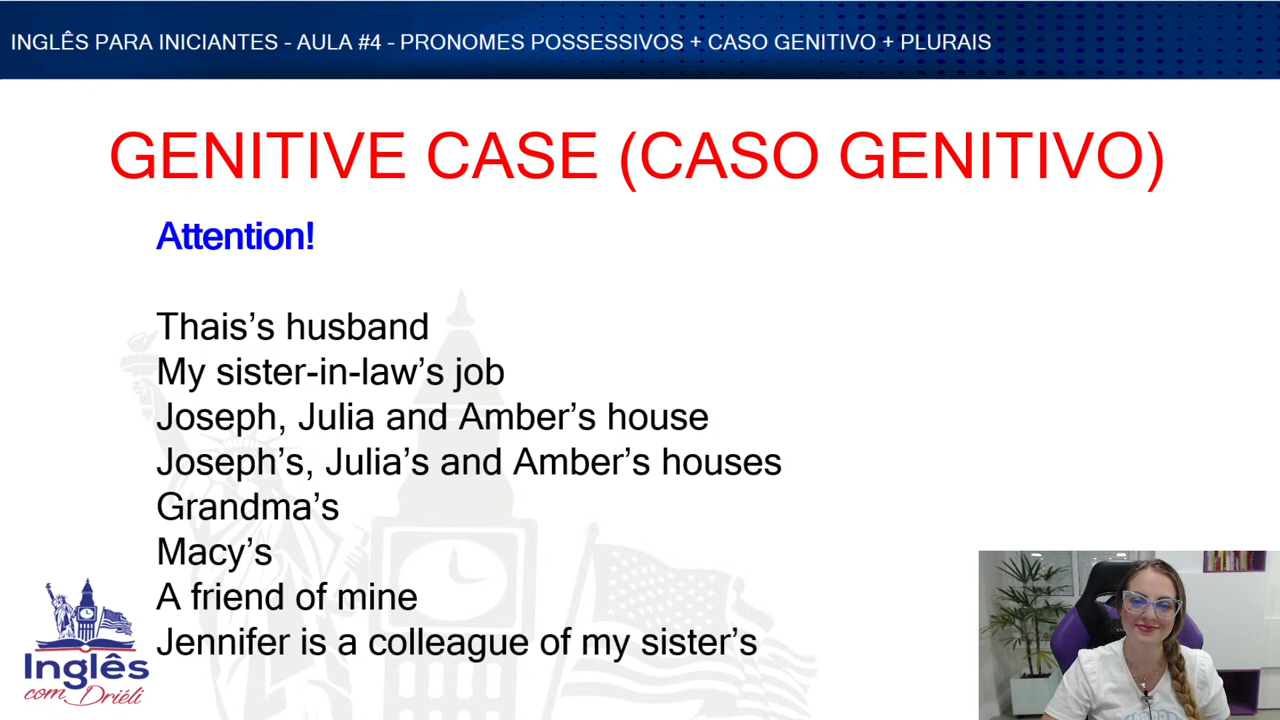 INGLÊS PARA INICIANTES - AULA #4 - PRONOMES POSSESSIVOS + CASO GENITIVO + PLURAIS
GENITIVE CASE (CASO GENITIVO)
Attention!
Thais’s husband
My sister-in-law’s job
Joseph, Julia and Amber’s house
Joseph’s, Julia’s and Amber’s houses
Grandma’s
Macy’s
A friend of mine
Jennifer is a colleague of my sister’s
Inglês
com Driéli